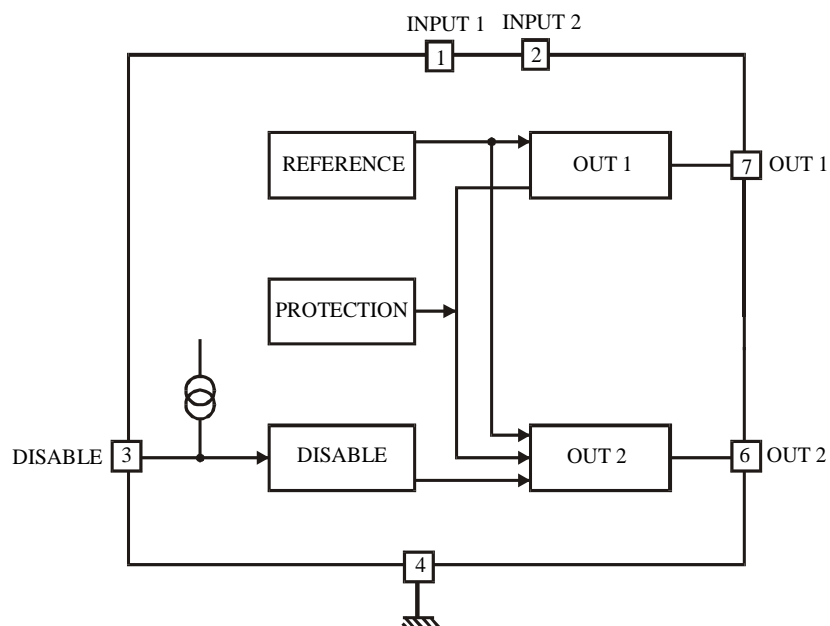 INPUT 1 INPUT 2
1 2
REFERENCE OUT 1 7 OUT 1
PROTECTION
DISABLE 3 DISABLE OUT 2 6 OUT 2
4